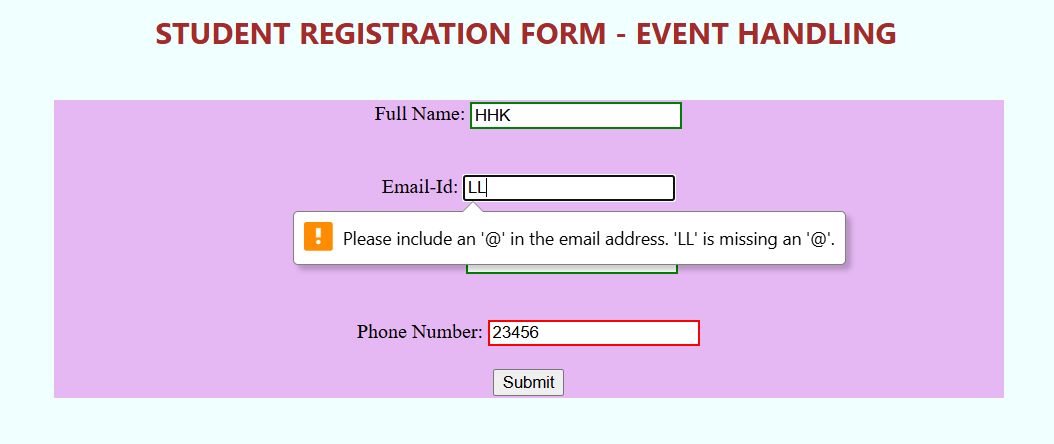 STUDENT REGISTRATION FORM - EVENT HANDLING
Full Name: HHK
Email-Id: LL
Please include an '@' in the email address. 'LL' is missing an '@'.
Phone Number: 23456
Submit